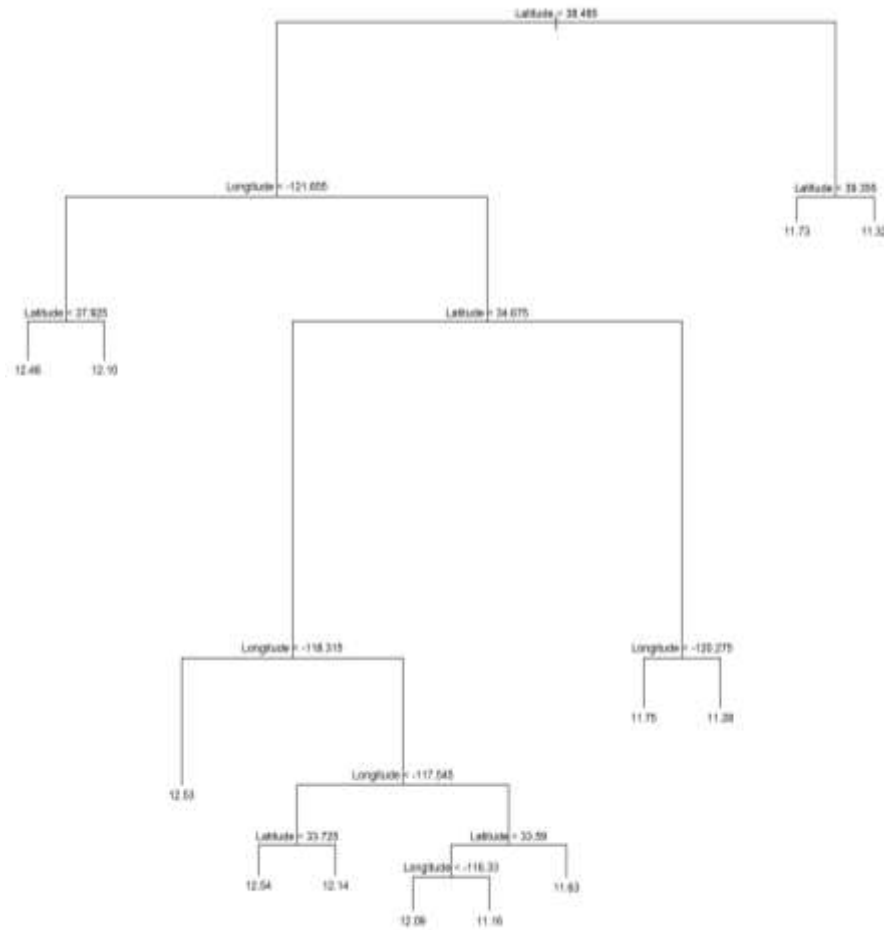 Latitude < 38.485
Longitude < -121.655
Latitude < 39.355
11.73
11.32
Latitude < 37.925
Latitude < 34.675
12.46
12.10
Longitude < -118.315
Longitude < -120.275
11.75
11.28
12.53
Longitude < -117.545
Latitude < 33.725
Latitude < 33.59
12.54
12.14
Longitude < -116.33
11.63
12.09
11.16